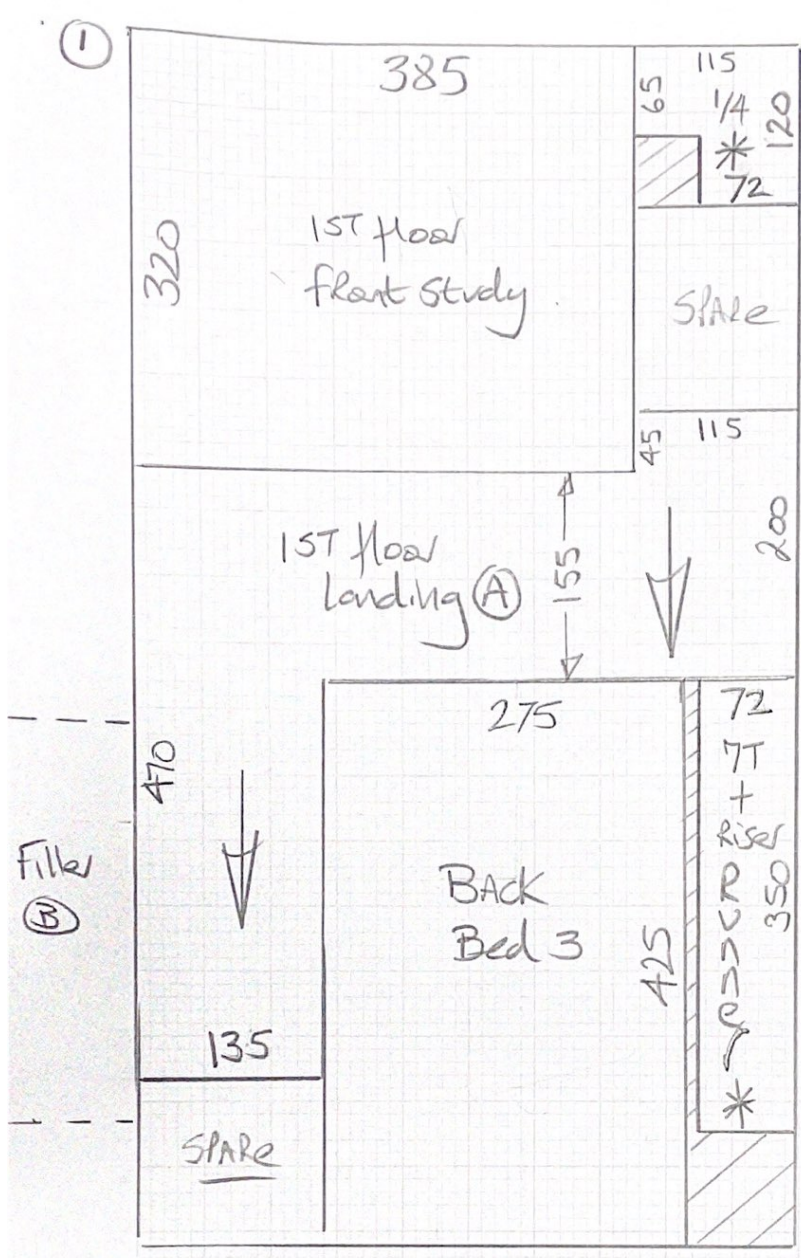 1
385
115
65
1/4
120
*
72
320
1ST floor
front Study
SPARe
45
115
1ST floor
landing A
155
200
275
72
7T
+
Riser
Runner
*
350
470
Filler
B
BACK
Bed 3
425
135
SPARe